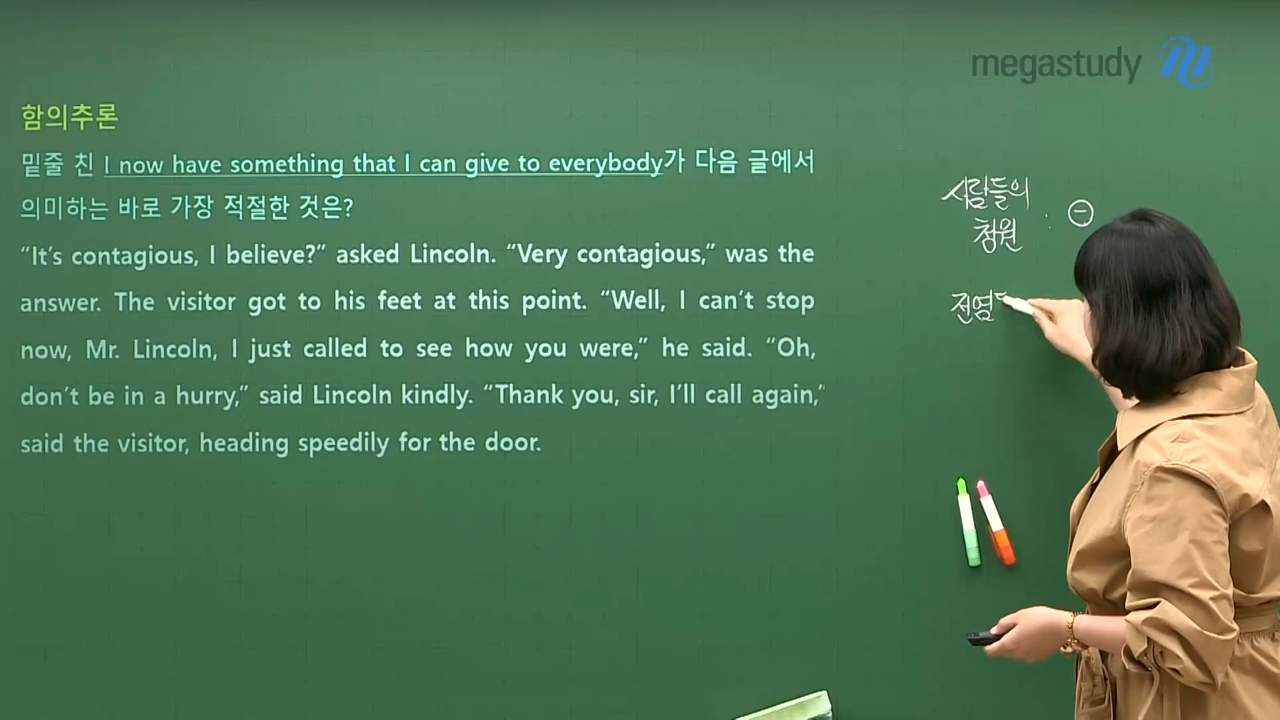 megastudy
함의추론
밑줄 친 I now have something that I can give to everybody가 다음 글에서
의미하는 바로 가장 적절한 것은?
“It’s contagious, I believe?” asked Lincoln. “Very contagious,” was the
answer. The visitor got to his feet at this point. “Well, I can’t stop
now, Mr. Lincoln, I just called to see how you were,” he said. “Oh,
don’t be in a hurry,” said Lincoln kindly. “Thank you, sir, I’ll call again,”
said the visitor, heading speedily for the door.
사람들의
청원 : ⊖
전염